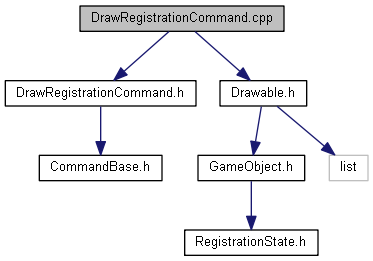 DrawRegistrationCommand.cpp
DrawRegistrationCommand.h
Drawable.h
CommandBase.h
GameObject.h
list
RegistrationState.h